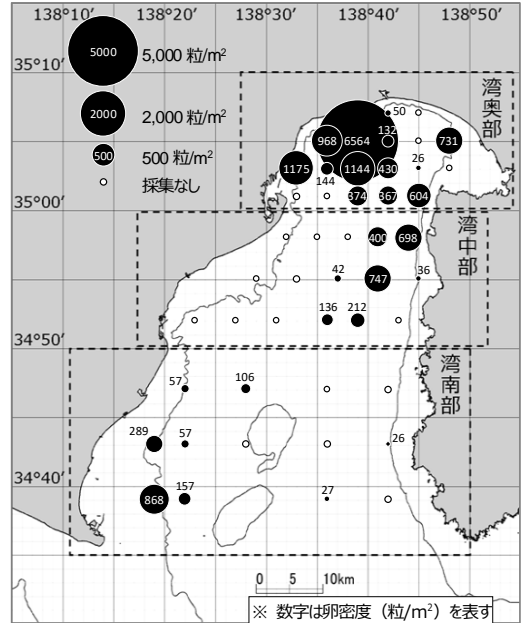 138°10′ 138°20′ 138°30′ 138°40′ 138°50′
5000 5,000 粒/m²
35°10′
2000 2,000 粒/m²
500 500 粒/m²
採集なし
湾奥部
50
132
968 6564 731
26
1175 144 1144 430
374 367 604
35°00′
湾中部
400 698
42 747 36
136 212
34°50′
湾南部
57 106
289 57 26
34°40′
868 157 27
0 5 10km
※ 数字は卵密度（粒/m²）を表す